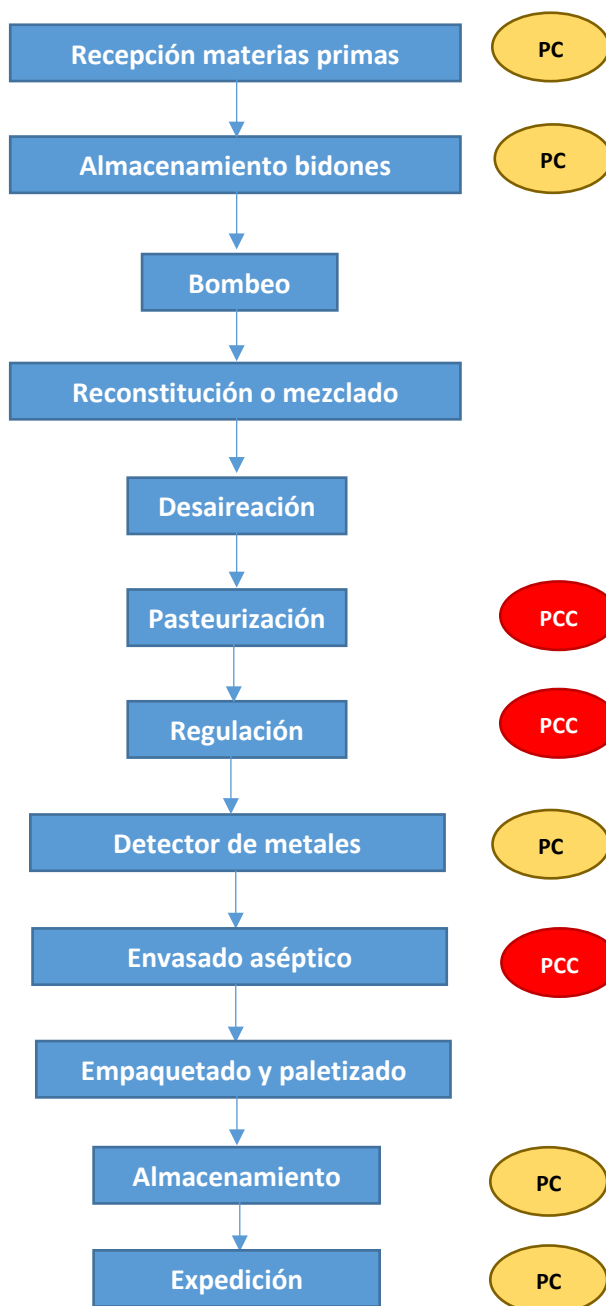 Recepción materias primas
PC
Almacenamiento bidones
PC
Bombeo
Reconstitución o mezclado
Desaireación
Pasteurización
PCC
Regulación
PCC
Detector de metales
PC
Envasado aséptico
PCC
Empaquetado y paletizado
Almacenamiento
PC
Expedición
PC